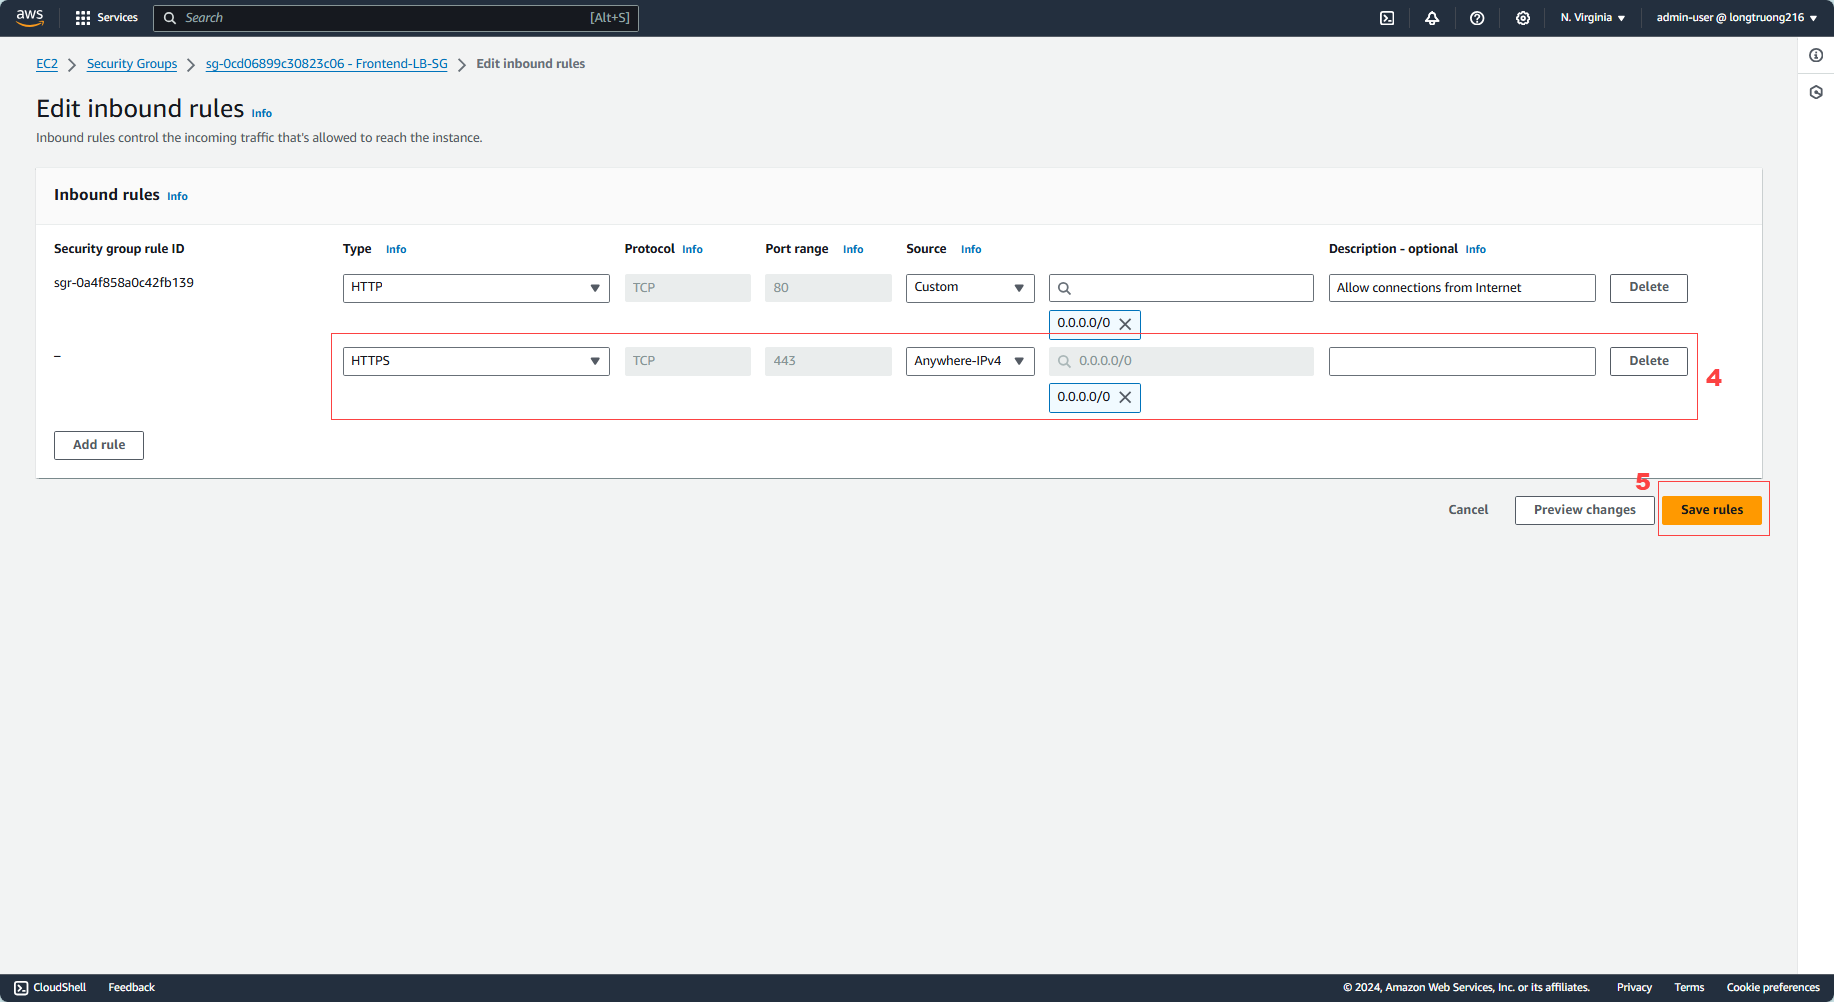 aws Services Search [Alt+S] N. Virginia admin-user @ longtruong216
EC2 Security Groups sg-0cd06899c30823c06 - Frontend-LB-SG Edit inbound rules
Edit inbound rules Info
Inbound rules control the incoming traffic that's allowed to reach the instance.
Inbound rules Info
Security group rule ID Type Info Protocol Info Port range Info Source Info Description - optional Info
sgr-0a4f858a0c42fb139 HTTP TCP 80 Custom Allow connections from Internet Delete
0.0.0.0/0
– HTTPS TCP 443 Anywhere-IPv4 0.0.0.0/0 Delete
4
0.0.0.0/0
Add rule
5
Cancel Preview changes Save rules
CloudShell Feedback © 2024, Amazon Web Services, Inc. or its affiliates. Privacy Terms Cookie preferences